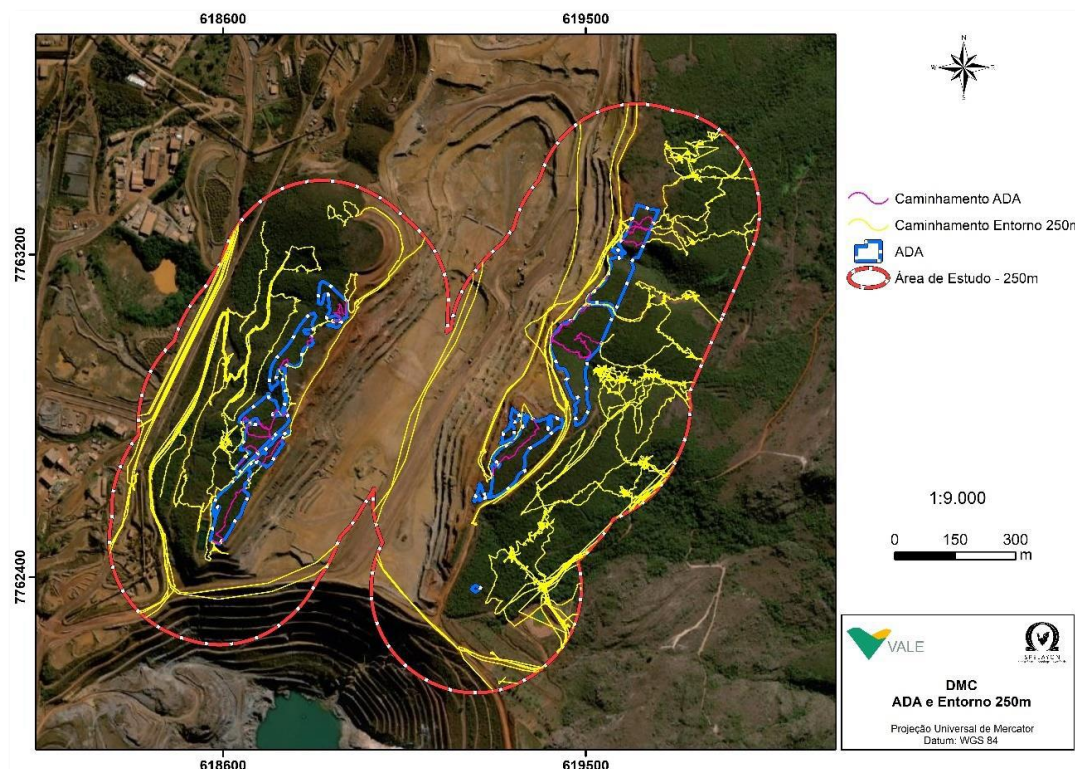 618600
619500
7763200
7762400
618600
619500
N
W
E
S
Caminhamento ADA
Caminhamento Entorno 250m
ADA
Área de Estudo - 250m
1:9.000
0
150
300
m
VALE
SPELAYON
DMC
ADA e Entorno 250m
Projeção Universal de Mercator
Datum: WGS 84